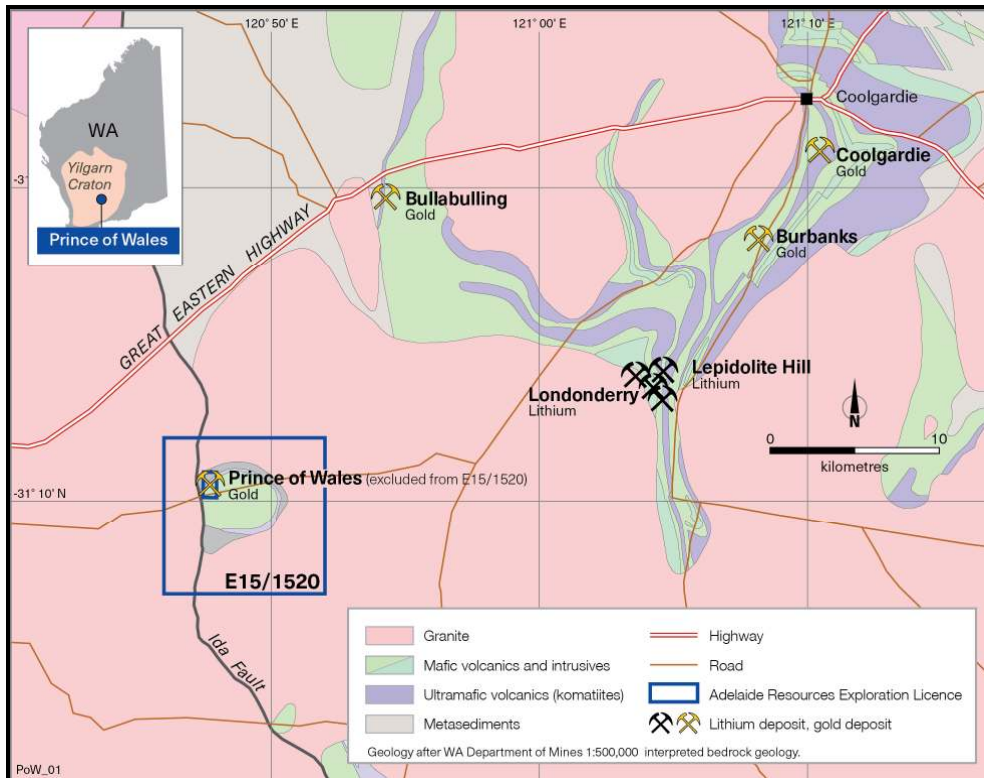 120° 50' E
121° 00' E
121° 10' E
WA
Yilgarn
Craton
Prince of Wales
Coolgardie
Coolgardie
Gold
-3
Bullabulling
Gold
Burbanks
Gold
GREAT EASTERN HIGHWAY
Lepidolite Hill
Lithium
Londonderry
Lithium
N
0 10
kilometres
Prince of Wales (excluded from E15/1520)
Gold
-31° 10' N
E15/1520
Ida Fault
Granite
Mafic volcanics and intrusives
Ultramafic volcanics (komatiites)
Metasediments
Highway
Road
Adelaide Resources Exploration Licence
Lithium deposit, gold deposit
Geology after WA Department of Mines 1:500,000 interpreted bedrock geology.
PoW_01